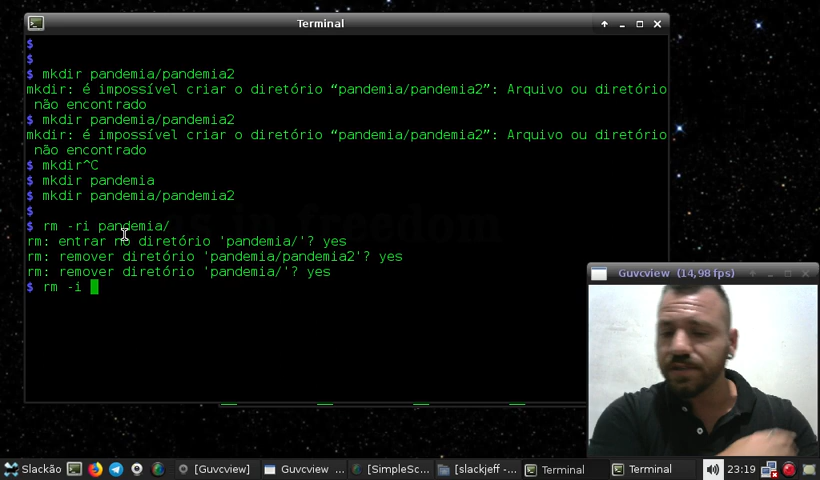 Terminal
$
$
$ mkdir pandemia/pandemia2
mkdir: é impossível criar o diretório “pandemia/pandemia2”: Arquivo ou diretório
não encontrado
$ mkdir pandemia/pandemia2
mkdir: é impossível criar o diretório “pandemia/pandemia2”: Arquivo ou diretório
não encontrado
$ mkdir^C
$ mkdir pandemia
$ mkdir pandemia/pandemia2
$
$ rm -ri pandemia/
rm: entrar no diretório 'pandemia/'? yes
rm: remover diretório 'pandemia/pandemia2'? yes
rm: remover diretório 'pandemia/'? yes
$ rm -i
in freedom
Guvcview (14,98 fps)
Slackão [Guvcview] Guvcview ... [SimpleSc... [slackjeff -... Terminal Terminal 23:19